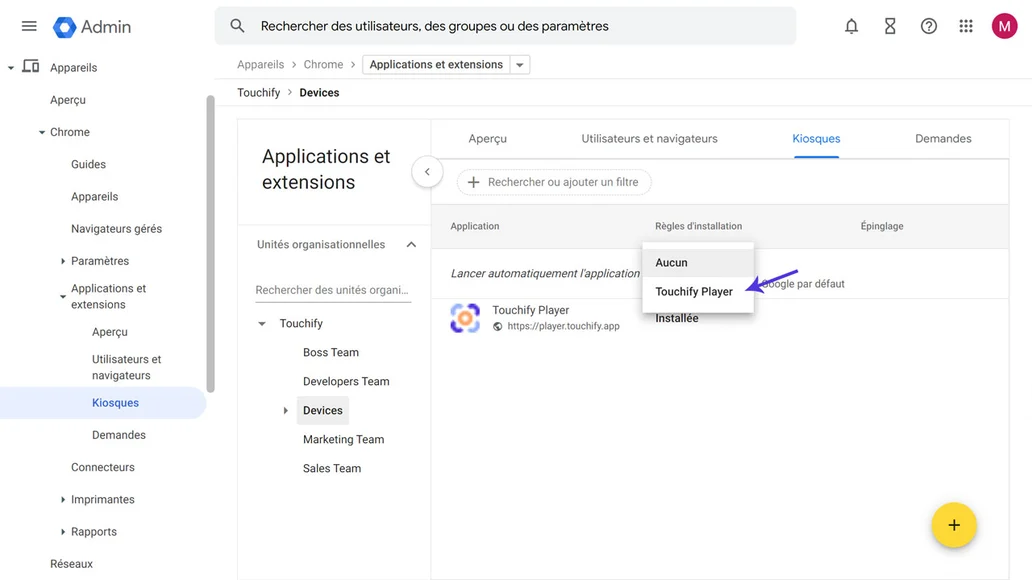 Admin
Rechercher des utilisateurs, des groupes ou des paramètres
M
Appareils
Aperçu
Chrome
Guides
Appareils
Navigateurs gérés
Paramètres
Applications et
extensions
Aperçu
Utilisateurs et
navigateurs
Kiosques
Demandes
Connecteurs
Imprimantes
Rapports
Réseaux
Appareils > Chrome > Applications et extensions
Touchify > Devices
Applications et
extensions
Unités organisationnelles
Rechercher des unités organi...
Touchify
Boss Team
Developers Team
Devices
Marketing Team
Sales Team
Aperçu Utilisateurs et navigateurs Kiosques Demandes
Rechercher ou ajouter un filtre
Application Règles d'installation Épinglage
Lancer automatiquement l'application
Aucun
Touchify Player
Google par défaut
Touchify Player
https://player.touchify.app
Installée